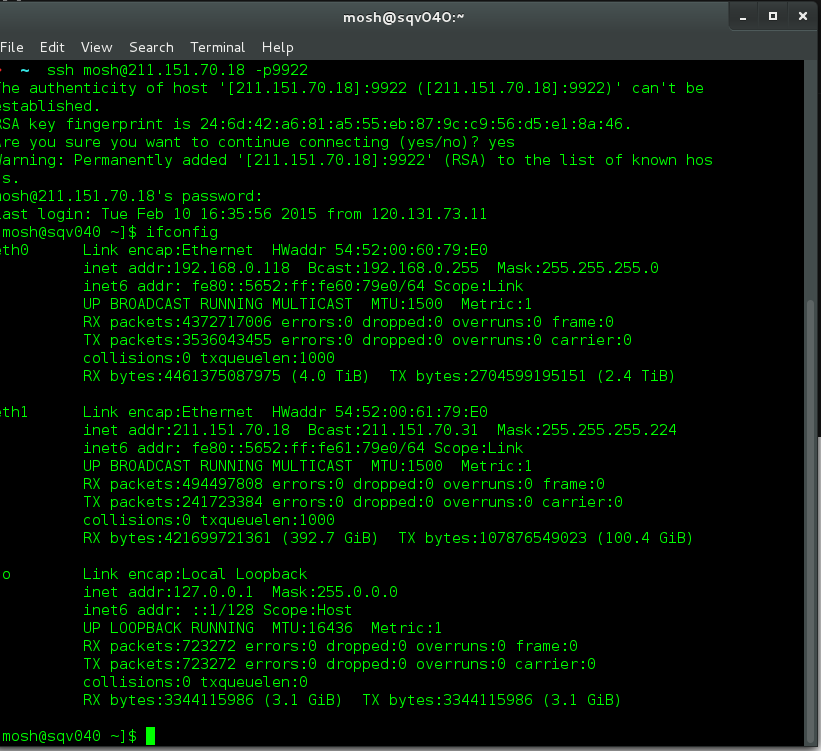 mosh@sqv040:~
File Edit View Search Terminal Help
~ ssh mosh@211.151.70.18 -p9922
he authenticity of host '[211.151.70.18]:9922 ([211.151.70.18]:9922)' can't be
established.
RSA key fingerprint is 24:6d:42:a6:81:a5:55:eb:87:9c:c9:56:d5:e1:8a:46.
re you sure you want to continue connecting (yes/no)? yes
Warning: Permanently added '[211.151.70.18]:9922' (RSA) to the list of known hos
s.
mosh@211.151.70.18's password:
ast login: Tue Feb 10 16:35:56 2015 from 120.131.73.11
mosh@sqv040 ~]$ ifconfig
eth0 Link encap:Ethernet HWaddr 54:52:00:60:79:E0
inet addr:192.168.0.118 Bcast:192.168.0.255 Mask:255.255.255.0
inet6 addr: fe80::5652:ff:fe60:79e0/64 Scope:Link
UP BROADCAST RUNNING MULTICAST MTU:1500 Metric:1
RX packets:4372717006 errors:0 dropped:0 overruns:0 frame:0
TX packets:3536043455 errors:0 dropped:0 overruns:0 carrier:0
collisions:0 txqueuelen:1000
RX bytes:4461375087975 (4.0 TiB) TX bytes:2704599195151 (2.4 TiB)
eth1 Link encap:Ethernet HWaddr 54:52:00:61:79:E0
inet addr:211.151.70.18 Bcast:211.151.70.31 Mask:255.255.255.224
inet6 addr: fe80::5652:ff:fe61:79e0/64 Scope:Link
UP BROADCAST RUNNING MULTICAST MTU:1500 Metric:1
RX packets:494497808 errors:0 dropped:0 overruns:0 frame:0
TX packets:241723384 errors:0 dropped:0 overruns:0 carrier:0
collisions:0 txqueuelen:1000
RX bytes:421699721361 (392.7 GiB) TX bytes:107876549023 (100.4 GiB)
o Link encap:Local Loopback
inet addr:127.0.0.1 Mask:255.0.0.0
inet6 addr: ::1/128 Scope:Host
UP LOOPBACK RUNNING MTU:16436 Metric:1
RX packets:723272 errors:0 dropped:0 overruns:0 frame:0
TX packets:723272 errors:0 dropped:0 overruns:0 carrier:0
collisions:0 txqueuelen:0
RX bytes:3344115986 (3.1 GiB) TX bytes:3344115986 (3.1 GiB)
mosh@sqv040 ~]$